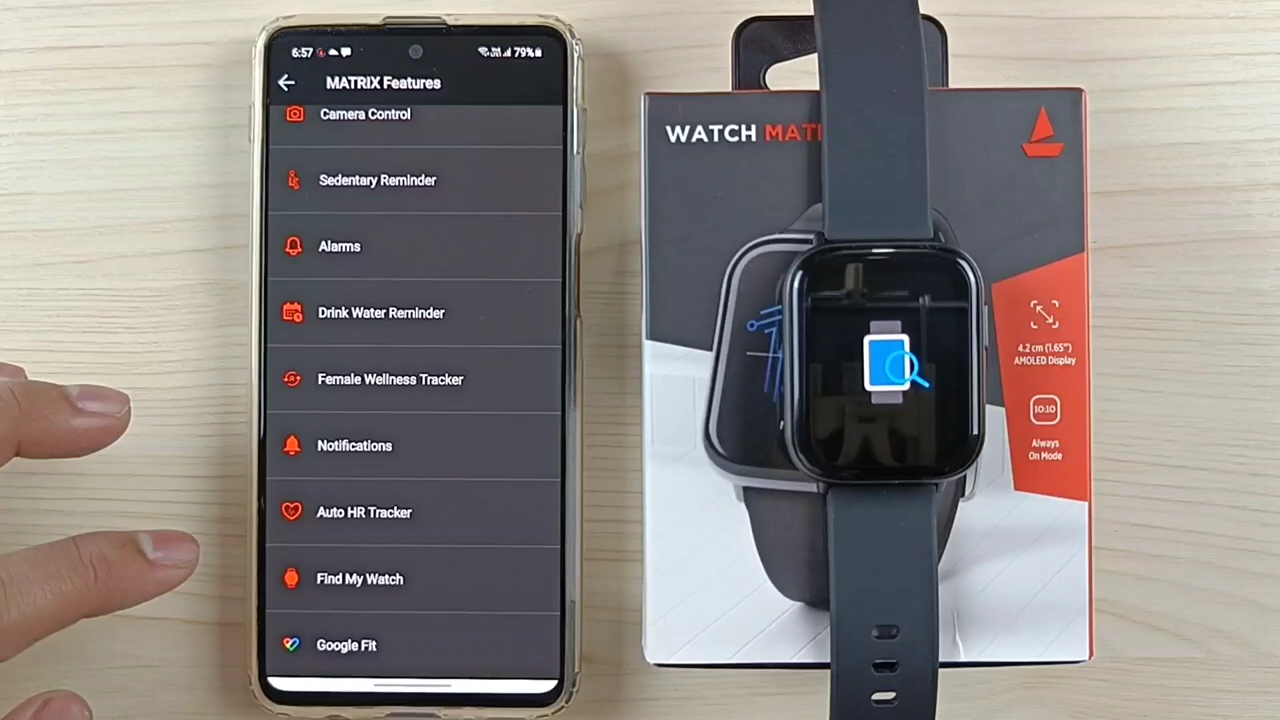 6:57
79%
MATRIX Features
Camera Control
Sedentary Reminder
Alarms
Drink Water Reminder
Female Wellness Tracker
Notifications
Auto HR Tracker
Find My Watch
Google Fit
WATCH MAT
4.2 cm (1.65")
AMOLED Display
10:10
Always
On Mode